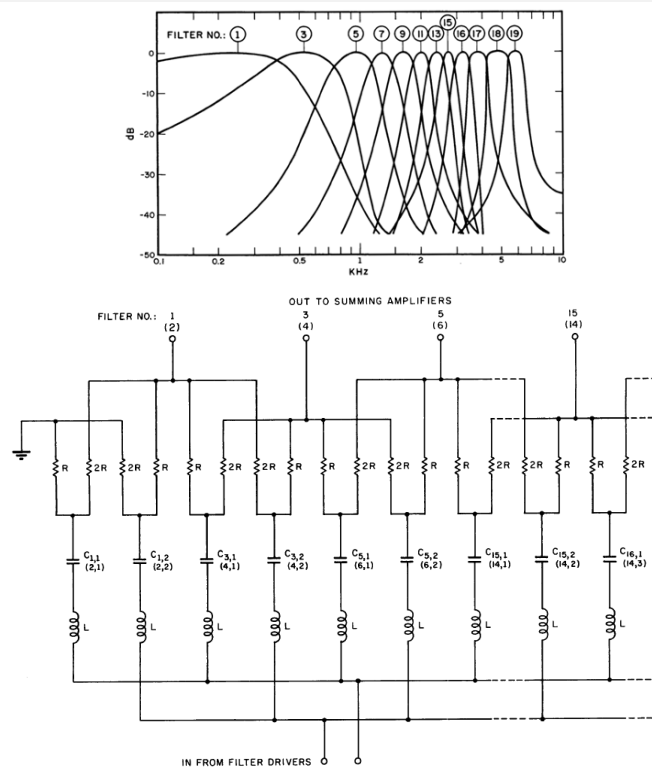 FILTER NO.: 1 3 5 7 9 11 13 15 16 17 18 19
dB
0
-10
-20
-30
-40
-50
0.1 0.2 0.5 1 2 5 10
KHz
OUT TO SUMMING AMPLIFIERS
FILTER NO.: 1 3 5 15
(2) (4) (6) (14)
R 2R 2R R R 2R 2R R R 2R 2R R R 2R 2R R R 2R
C1,1 C1,2 C3,1 C3,2 C5,1 C5,2 C15,1 C15,2 C16,1
(2,1) (2,2) (4,1) (4,2) (6,1) (6,2) (14,1) (14,2) (14,3)
L L L L L L L L L
IN FROM FILTER DRIVERS